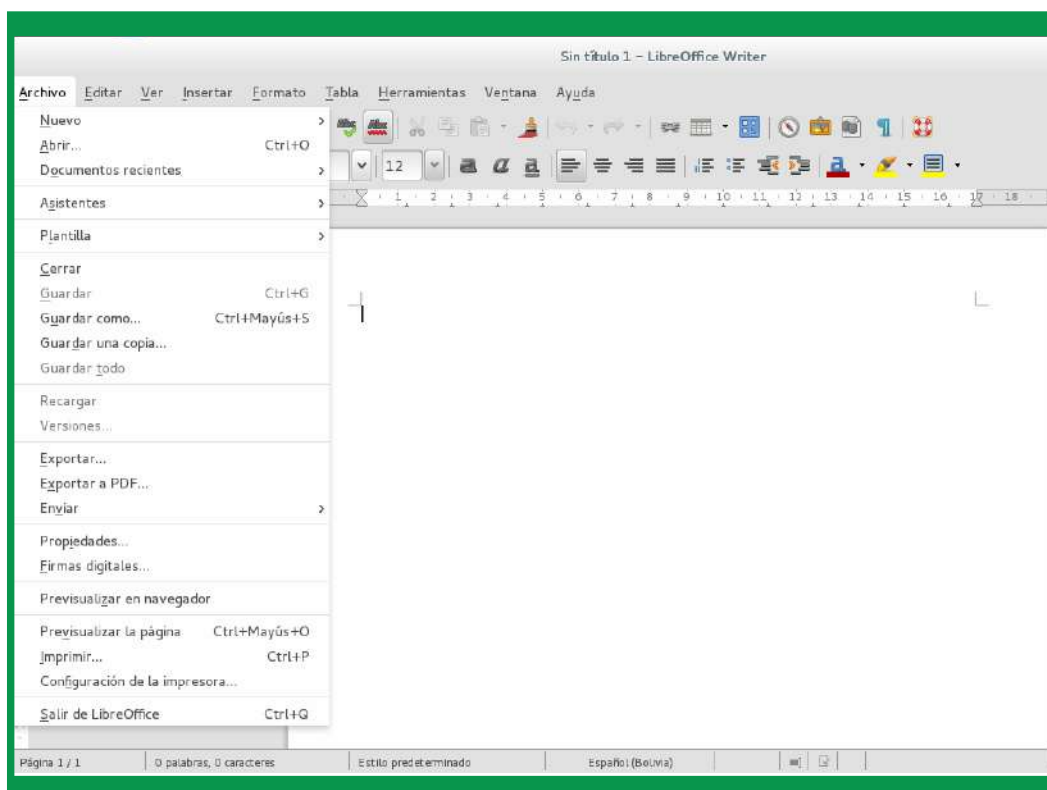 Sin título 1 – LibreOffice Writer
Archivo Editar Ver Insertar Formato Tabla Herramientas Ventana Ayuda
Nuevo
Abrir... Ctrl+O
Documentos recientes
Asistentes
Plantilla
Cerrar
Guardar Ctrl+G
Guardar como... Ctrl+Mayús+S
Guardar una copia...
Guardar todo
Recargar
Versiones...
Exportar...
Exportar a PDF...
Enviar
Propiedades...
Firmas digitales...
Previsualizar en navegador
Previsualizar la página Ctrl+Mayús+O
Imprimir... Ctrl+P
Configuración de la impresora...
Salir de LibreOffice Ctrl+Q
12
1 2 3 4 5 6 7 8 9 10 11 12 13 14 15 16 17 18
Página 1 / 1 0 palabras, 0 caracteres Estilo predeterminado Español (Bolivia)